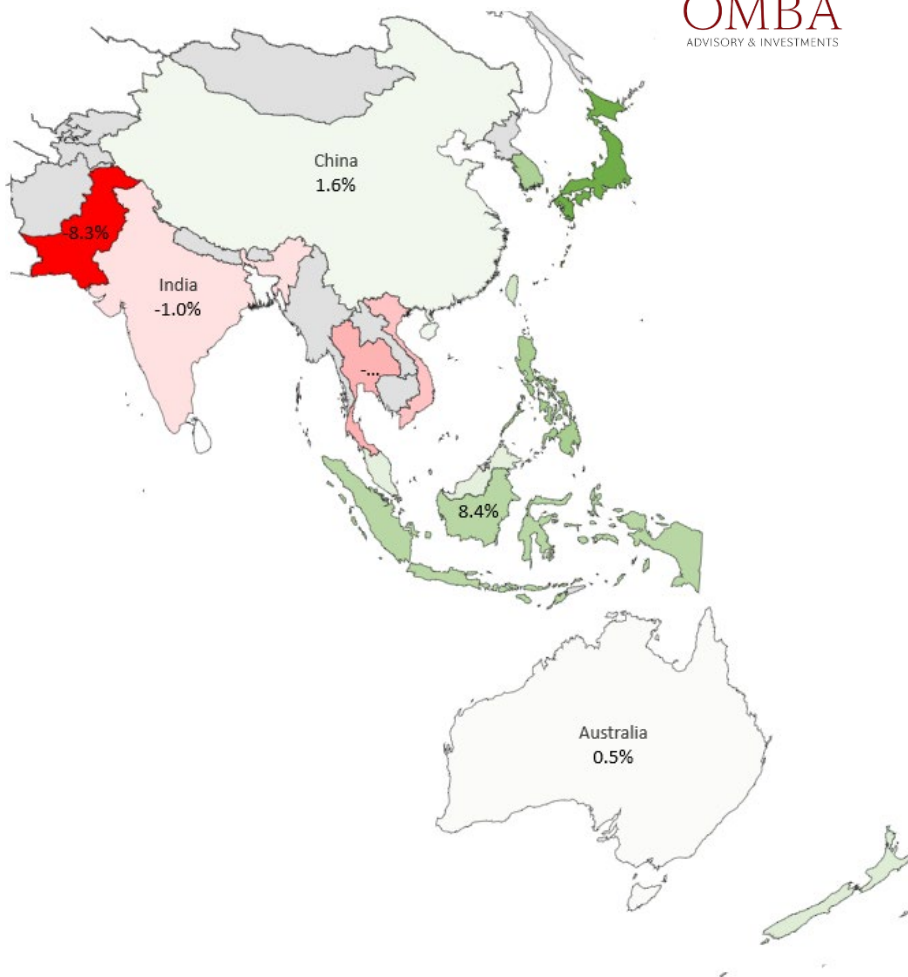 OMBA
ADVISORY & INVESTMENTS
China
1.6%
-8.3%
India
-1.0%
-...
8.4%
Australia
0.5%